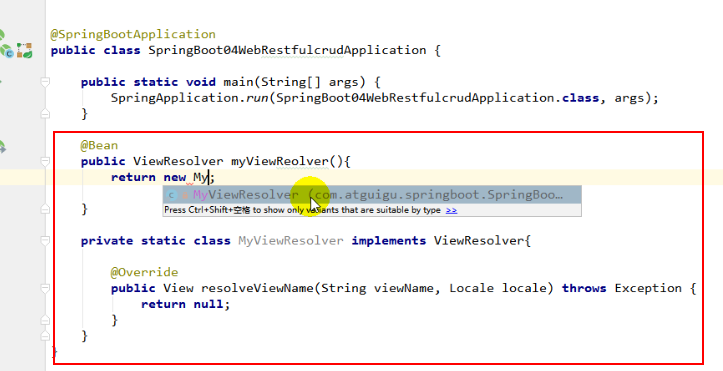 @SpringBootApplication
public class SpringBoot04WebRestfulcrudApplication {
public static void main(String[] args) {
SpringApplication.run(SpringBoot04WebRestfulcrudApplication.class, args);
}
@Bean
public ViewResolver myViewReolver(){
return new My;
MyViewResolver (com.atguigu.springboot.SpringBoo…
Press Ctrl+Shift+空格 to show only variants that are suitable by type >>
}
private static class MyViewResolver implements ViewResolver{
@Override
public View resolveViewName(String viewName, Locale locale) throws Exception {
return null;
}
}
}